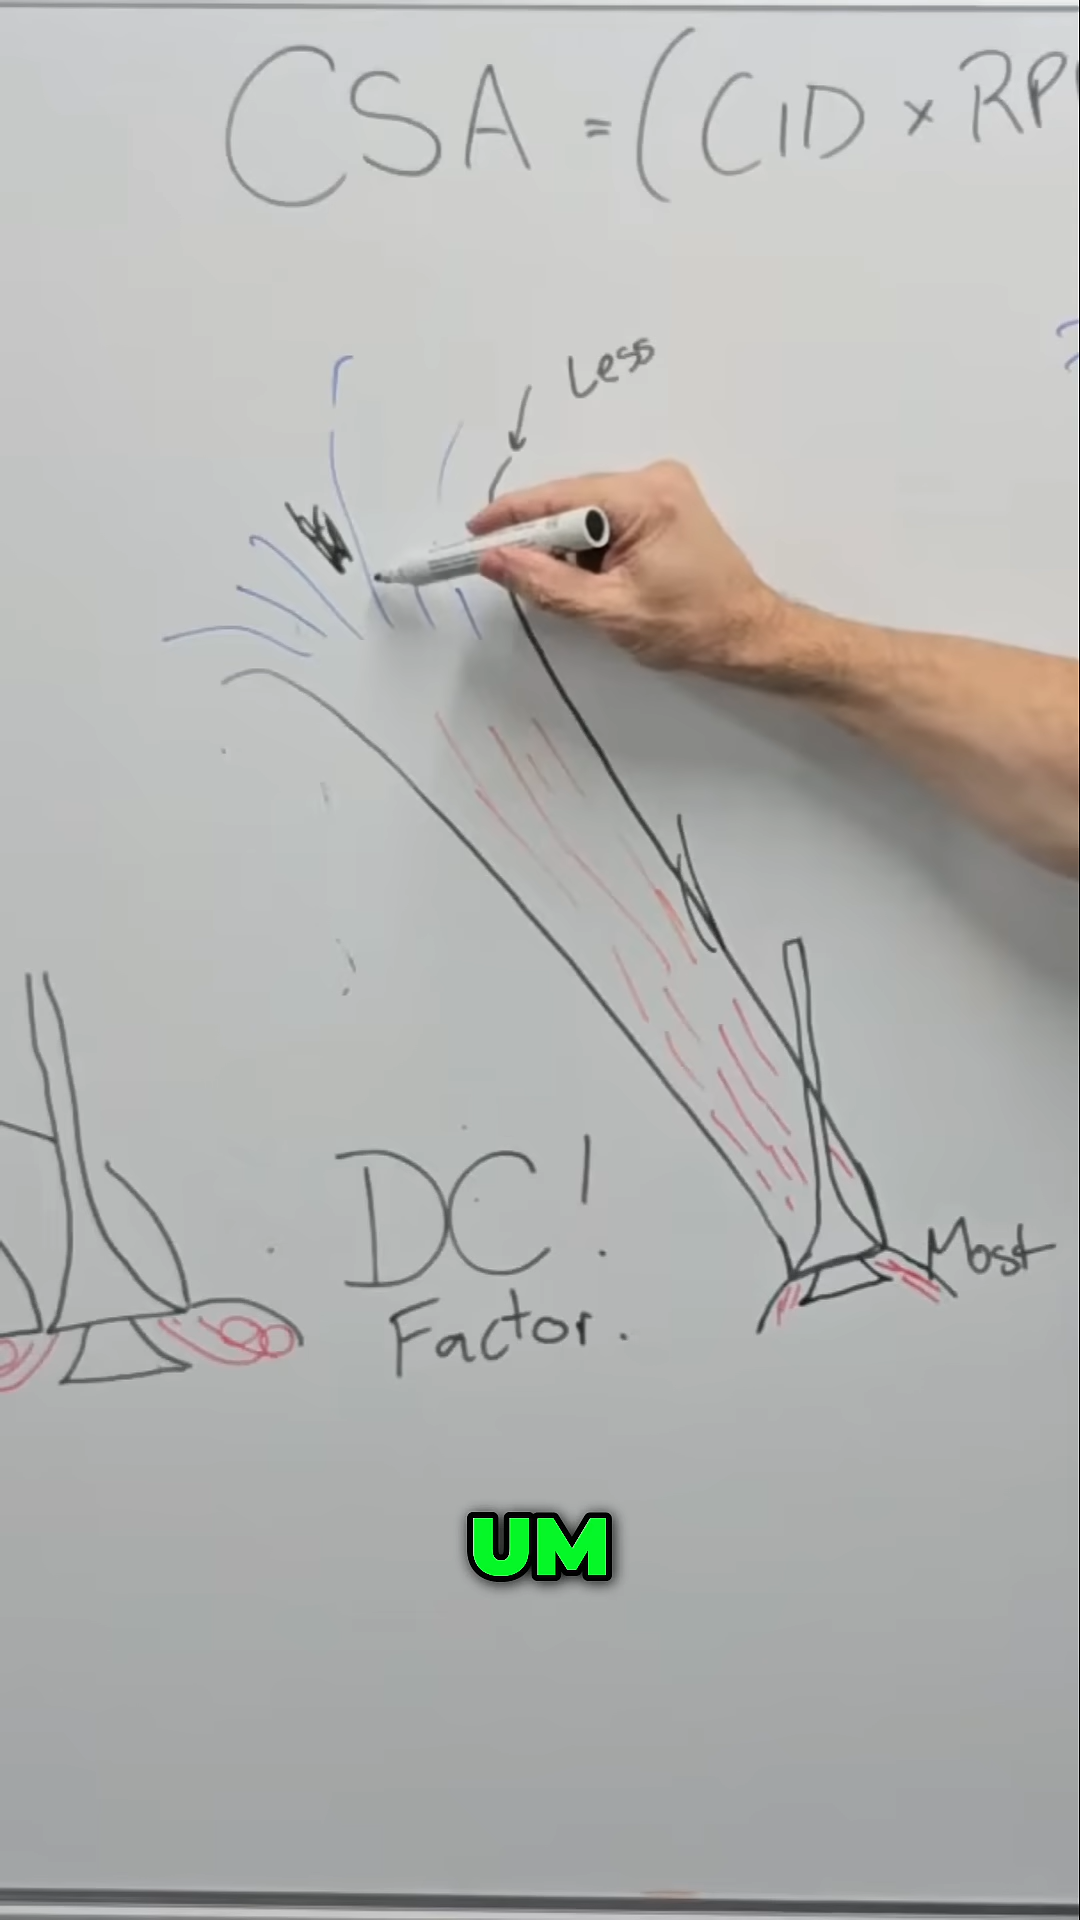 CSA = (CID × RP
Less
Most
DC!
Factor.
UM